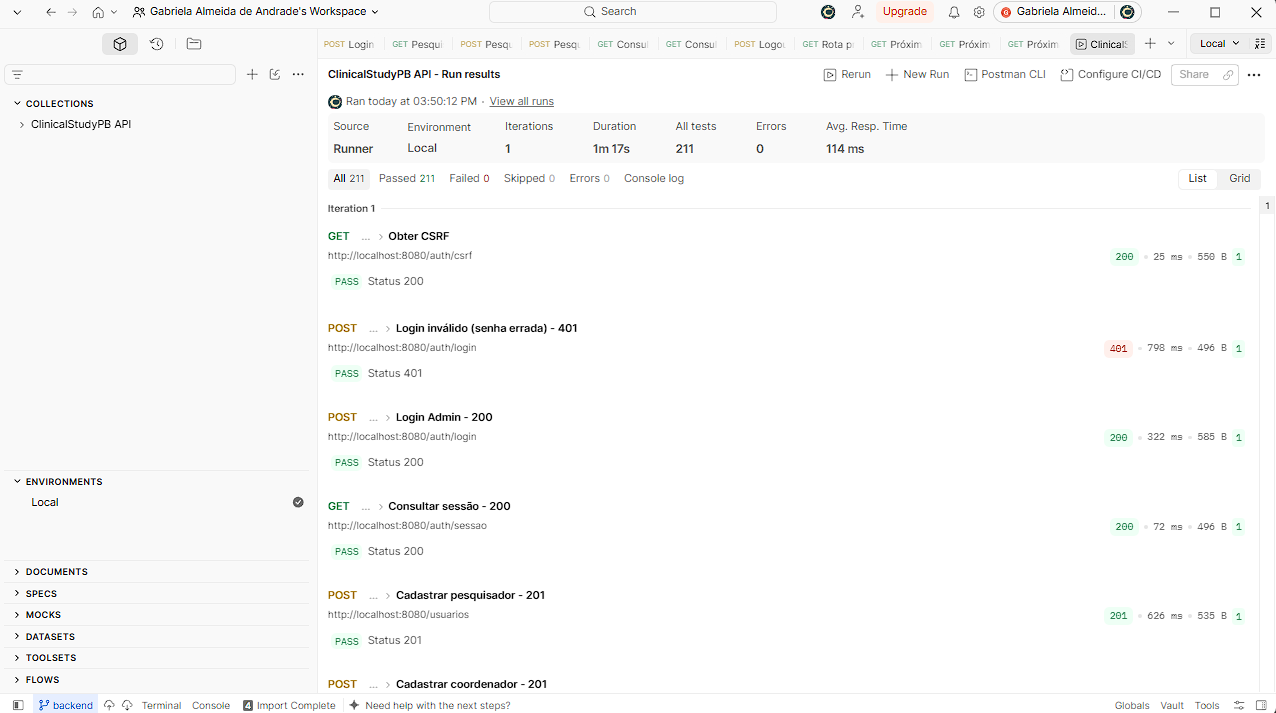 Gabriela Almeida de Andrade's Workspace
Search
Upgrade
Gabriela Almeid...
POST Login
GET Pesqui
POST Pesqu
POST Pesqu
GET Consul
GET Consul
POST Logou
GET Rota pr
GET Próxim
GET Próxim
GET Próxim
ClinicalS
Local
COLLECTIONS
ClinicalStudyPB API
ENVIRONMENTS
Local
DOCUMENTS
SPECS
MOCKS
DATASETS
TOOLSETS
FLOWS
ClinicalStudyPB API - Run results
Rerun
New Run
Postman CLI
Configure CI/CD
Share
Ran today at 03:50:12 PM · View all runs
Source Environment Iterations Duration All tests Errors Avg. Resp. Time
Runner Local 1 1m 17s 211 0 114 ms
All 211 Passed 211 Failed 0 Skipped 0 Errors 0 Console log
List Grid
Iteration 1
1
GET ... > Obter CSRF
http://localhost:8080/auth/csrf
200 • 25 ms • 550 B 1
PASS Status 200
POST ... > Login inválido (senha errada) - 401
http://localhost:8080/auth/login
401 • 798 ms • 496 B 1
PASS Status 401
POST ... > Login Admin - 200
http://localhost:8080/auth/login
200 • 322 ms • 585 B 1
PASS Status 200
GET ... > Consultar sessão - 200
http://localhost:8080/auth/sessao
200 • 72 ms • 496 B 1
PASS Status 200
POST ... > Cadastrar pesquisador - 201
http://localhost:8080/usuarios
201 • 626 ms • 535 B 1
PASS Status 201
POST ... > Cadastrar coordenador - 201
backend
Terminal
Console
4 Import Complete
Need help with the next steps?
Globals
Vault
Tools